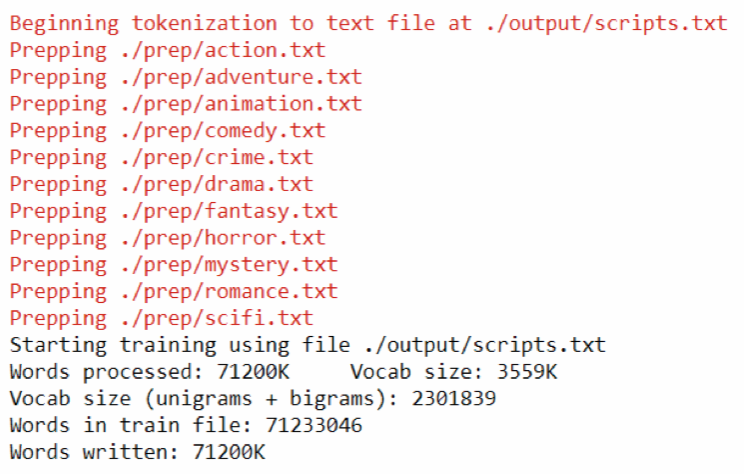 Beginning tokenization to text file at ./output/scripts.txt
Prepping ./prep/action.txt
Prepping ./prep/adventure.txt
Prepping ./prep/animation.txt
Prepping ./prep/comedy.txt
Prepping ./prep/crime.txt
Prepping ./prep/drama.txt
Prepping ./prep/fantasy.txt
Prepping ./prep/horror.txt
Prepping ./prep/mystery.txt
Prepping ./prep/romance.txt
Prepping ./prep/scifi.txt
Starting training using file ./output/scripts.txt
Words processed: 71200K     Vocab size: 3559K
Vocab size (unigrams + bigrams): 2301839
Words in train file: 71233046
Words written: 71200K